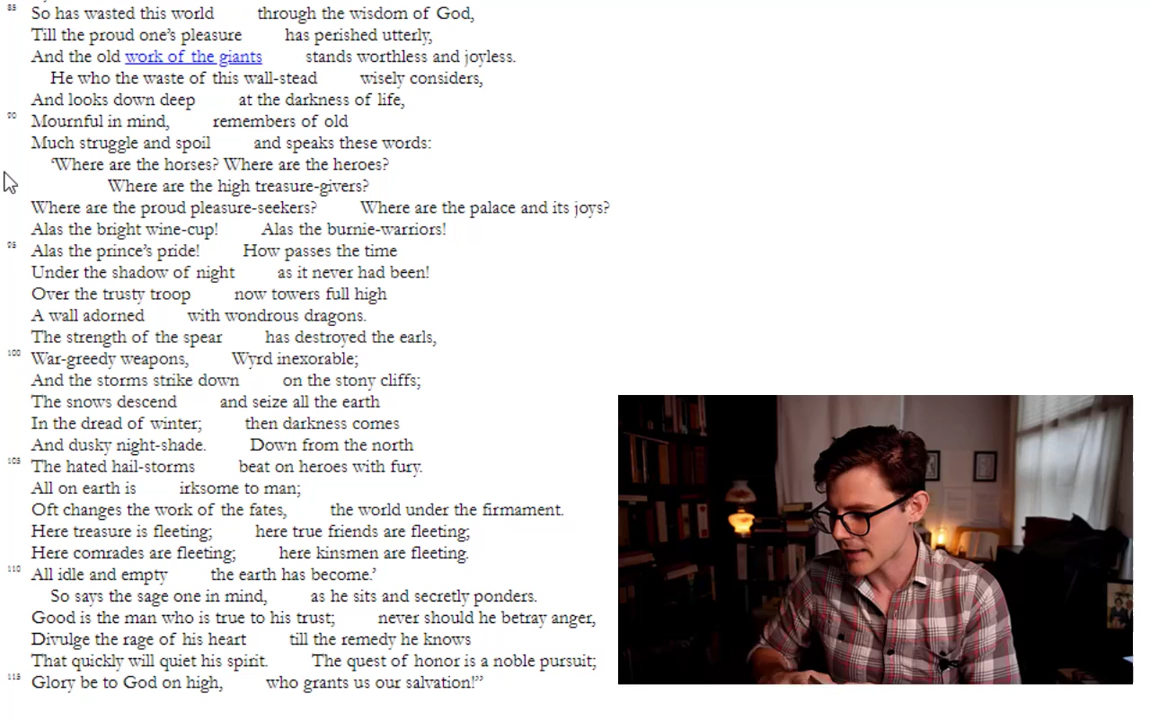 85 So has wasted this world through the wisdom of God,
Till the proud one's pleasure has perished utterly,
And the old work of the giants stands worthless and joyless.
He who the waste of this wall-stead wisely considers,
And looks down deep at the darkness of life,
90 Mournful in mind, remembers of old
Much struggle and spoil and speaks these words:
'Where are the horses? Where are the heroes?
Where are the high treasure-givers?
Where are the proud pleasure-seekers? Where are the palace and its joys?
Alas the bright wine-cup! Alas the burnie-warriors!
95 Alas the prince's pride! How passes the time
Under the shadow of night as it never had been!
Over the trusty troop now towers full high
A wall adorned with wondrous dragons.
The strength of the spear has destroyed the earls,
100 War-greedy weapons, Wyrd inexorable;
And the storms strike down on the stony cliffs;
The snows descend and seize all the earth
In the dread of winter; then darkness comes
And dusky night-shade. Down from the north
105 The hated hail-storms beat on heroes with fury.
All on earth is irksome to man;
Oft changes the work of the fates, the world under the firmament.
Here treasure is fleeting; here true friends are fleeting;
Here comrades are fleeting; here kinsmen are fleeting.
110 All idle and empty the earth has become.'
So says the sage one in mind, as he sits and secretly ponders.
Good is the man who is true to his trust; never should he betray anger,
Divulge the rage of his heart till the remedy he knows
That quickly will quiet his spirit. The quest of honor is a noble pursuit;
115 Glory be to God on high, who grants us our salvation!"